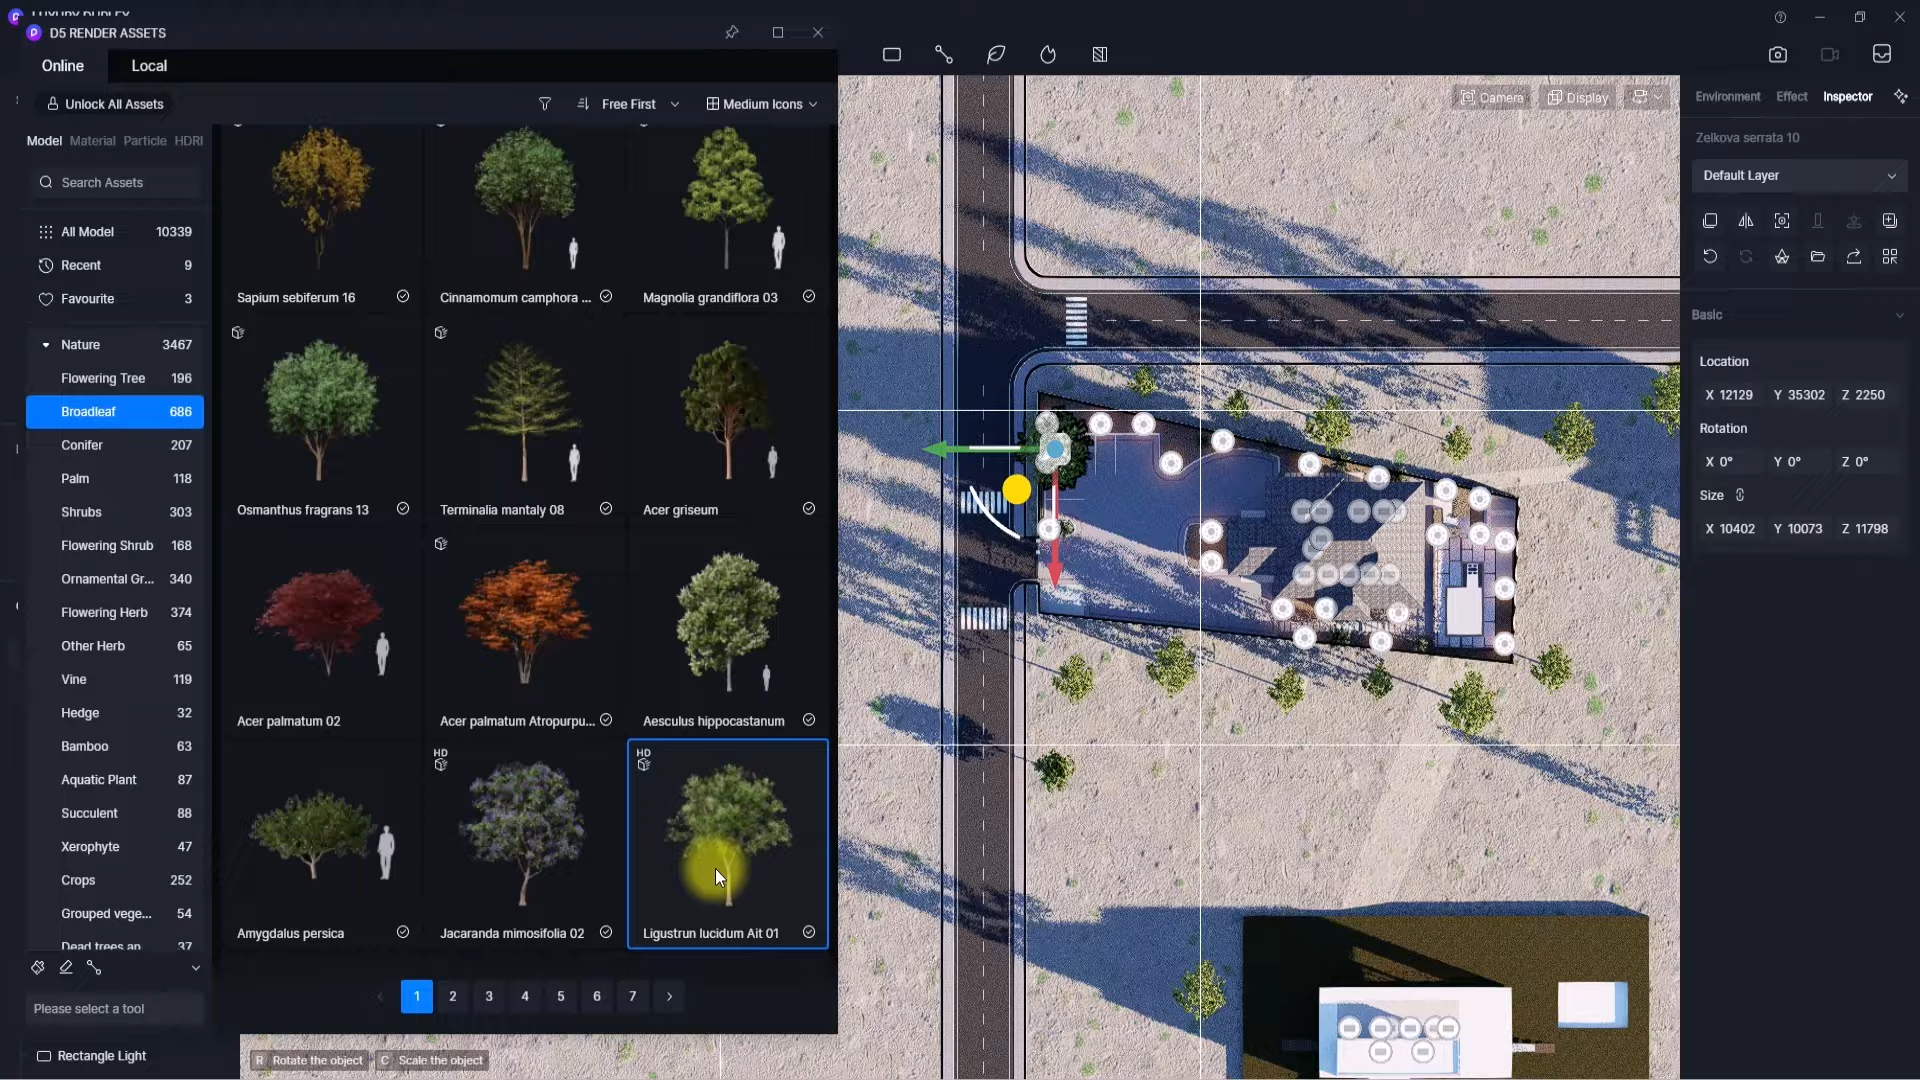 D5 RENDER ASSETS
Online
Local
Unlock All Assets
Free First
Medium Icons
Model Material Particle HDRI
Search Assets
All Model 10339
Recent 9
Favourite 3
Nature 3467
Flowering Tree 196
Broadleaf 686
Conifer 207
Palm 118
Shrubs 303
Flowering Shrub 168
Ornamental Gr... 340
Flowering Herb 374
Other Herb 65
Vine 119
Hedge 32
Bamboo 63
Aquatic Plant 87
Succulent 88
Xerophyte 47
Crops 252
Grouped vege... 54
Dead trees an 37
Please select a tool
Rectangle Light
Sapium sebiferum 16
Cinnamomum camphora ...
Magnolia grandiflora 03
Osmanthus fragrans 13
Terminalia mantaly 08
Acer griseum
Acer palmatum 02
Acer palmatum Atropurpu...
Aesculus hippocastanum
HD
HD
Amygdalus persica
Jacaranda mimosifolia 02
Ligustrun lucidum Ait 01
1 2 3 4 5 6 7
R Rotate the object C Scale the object
Camera
Display
Environment Effect Inspector
Zelkova serrata 10
Default Layer
Basic
Location
X 12129 Y 35302 Z 2250
Rotation
X 0° Y 0° Z 0°
Size
X 10402 Y 10073 Z 11798